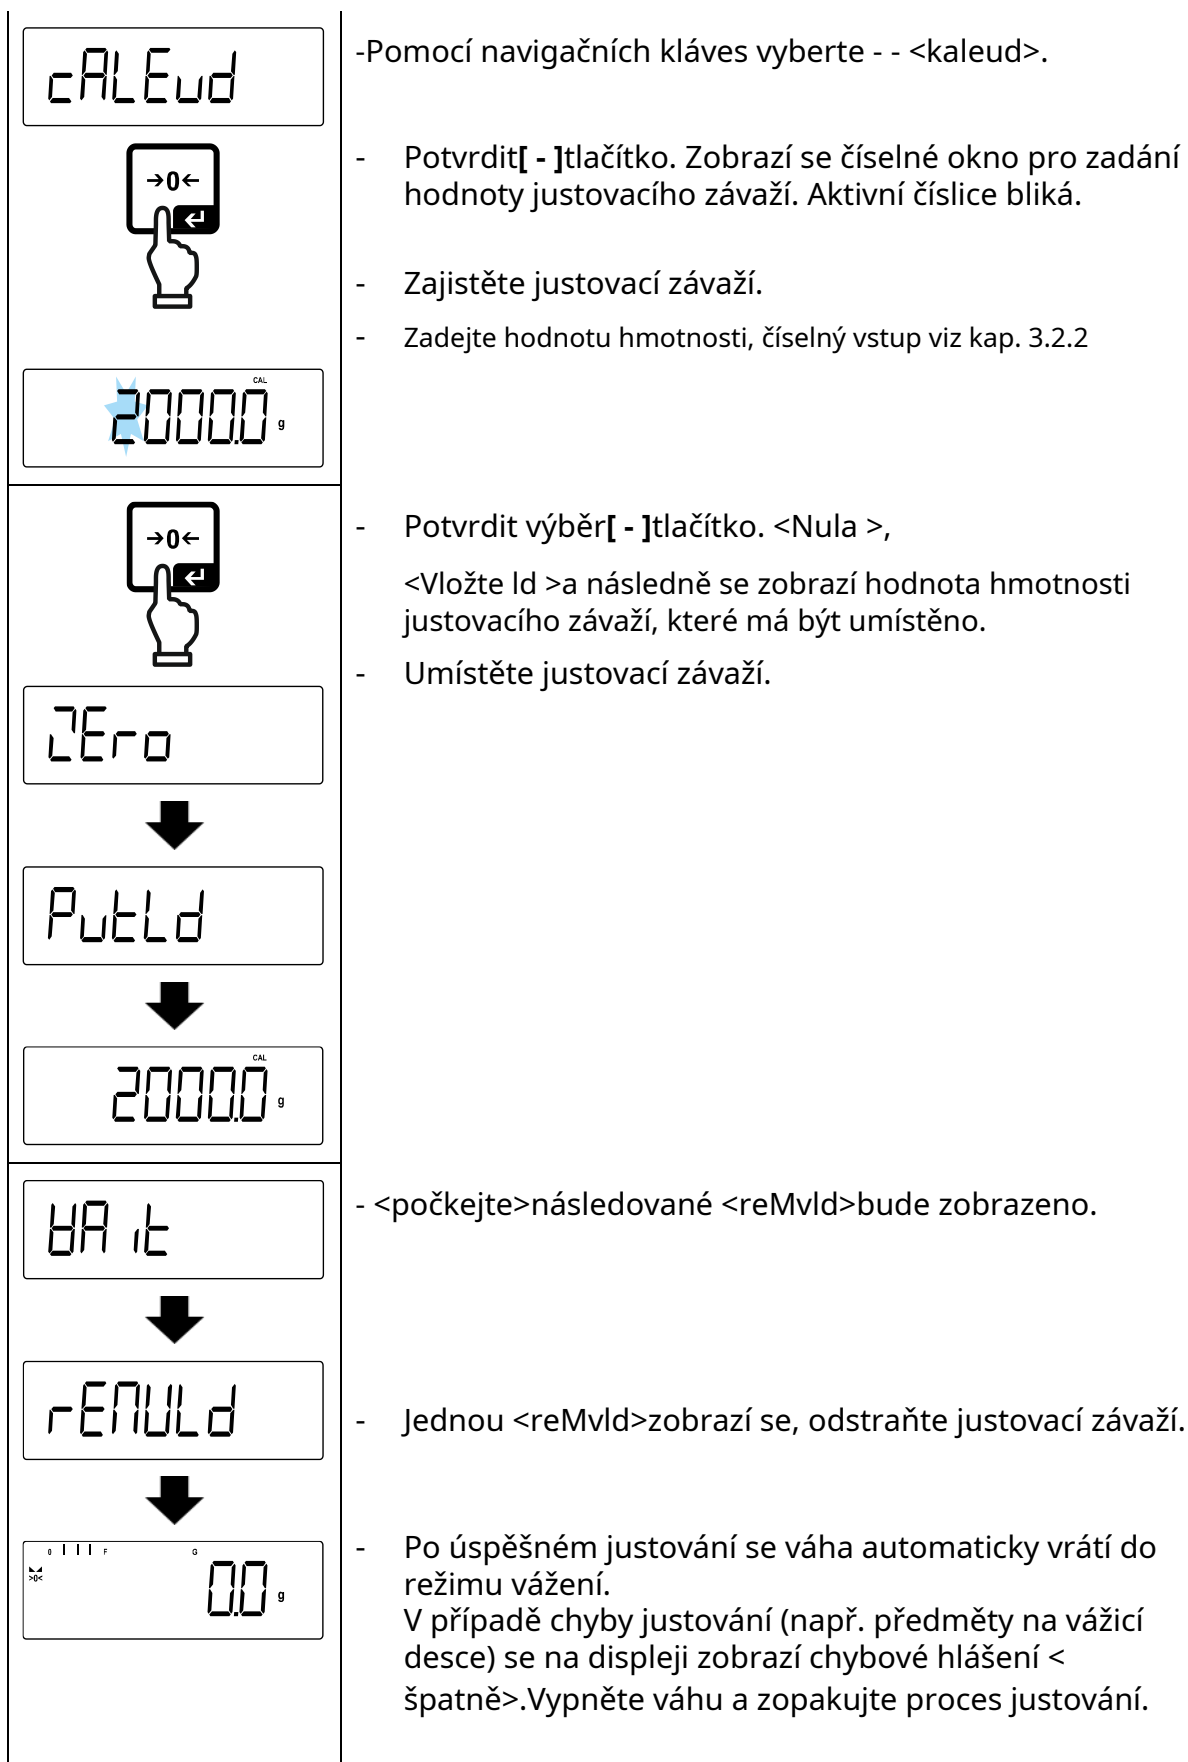 cALEud
-Pomocí navigačních kláves vyberte - - <kaleud>.
→0←
- Potvrdit[ - ]tlačítko. Zobrazí se číselné okno pro zadání
hodnoty justovacího závaží. Aktivní číslice bliká.
- Zajistěte justovací závaží.
- Zadejte hodnotu hmotnosti, číselný vstup viz kap. 3.2.2
CAL
2000.0 g
→0←
- Potvrdit výběr[ - ]tlačítko. <Nula >,
<Vložte ld >a následně se zobrazí hodnota hmotnosti
justovacího závaží, které má být umístěno.
- Umístěte justovací závaží.
ZEro
PutLd
CAL
2000.0 g
WAit
- <počkejte>následované <reMvld>bude zobrazeno.
rEMVLd
- Jednou <reMvld>zobrazí se, odstraňte justovací závaží.
0 F G
>0<
0.0 g
- Po úspěšném justování se váha automaticky vrátí do
režimu vážení.
V případě chyby justování (např. předměty na vážicí
desce) se na displeji zobrazí chybové hlášení <
špatně>.Vypněte váhu a zopakujte proces justování.